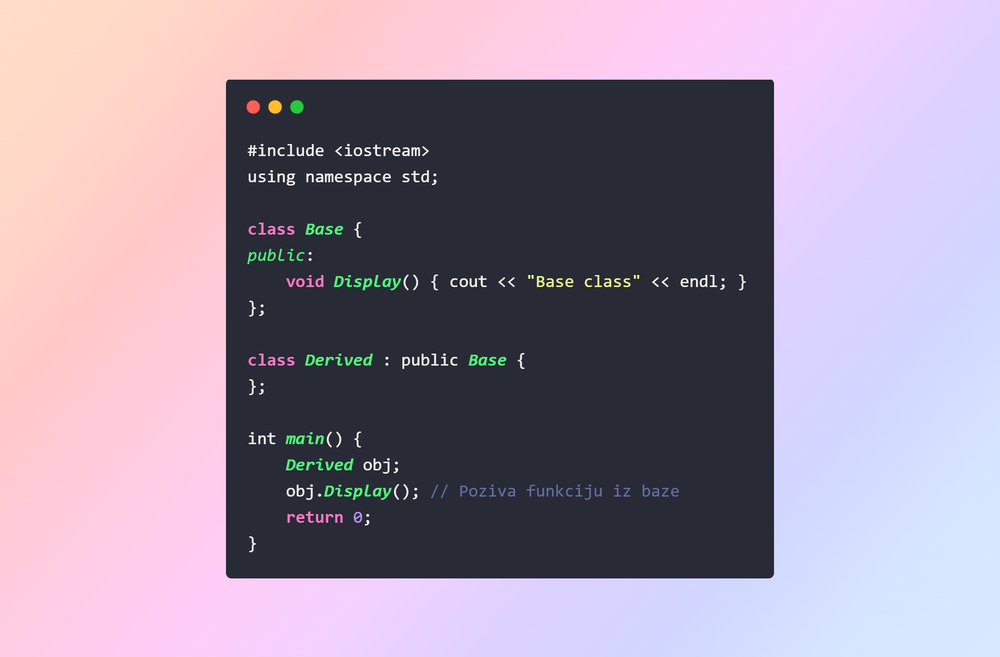 #include <iostream>
using namespace std;
class Base {
public:
    void Display() { cout << "Base class" << endl; }
};
class Derived : public Base {
};
int main() {
    Derived obj;
    obj.Display(); // Poziva funkciju iz baze
    return 0;
}